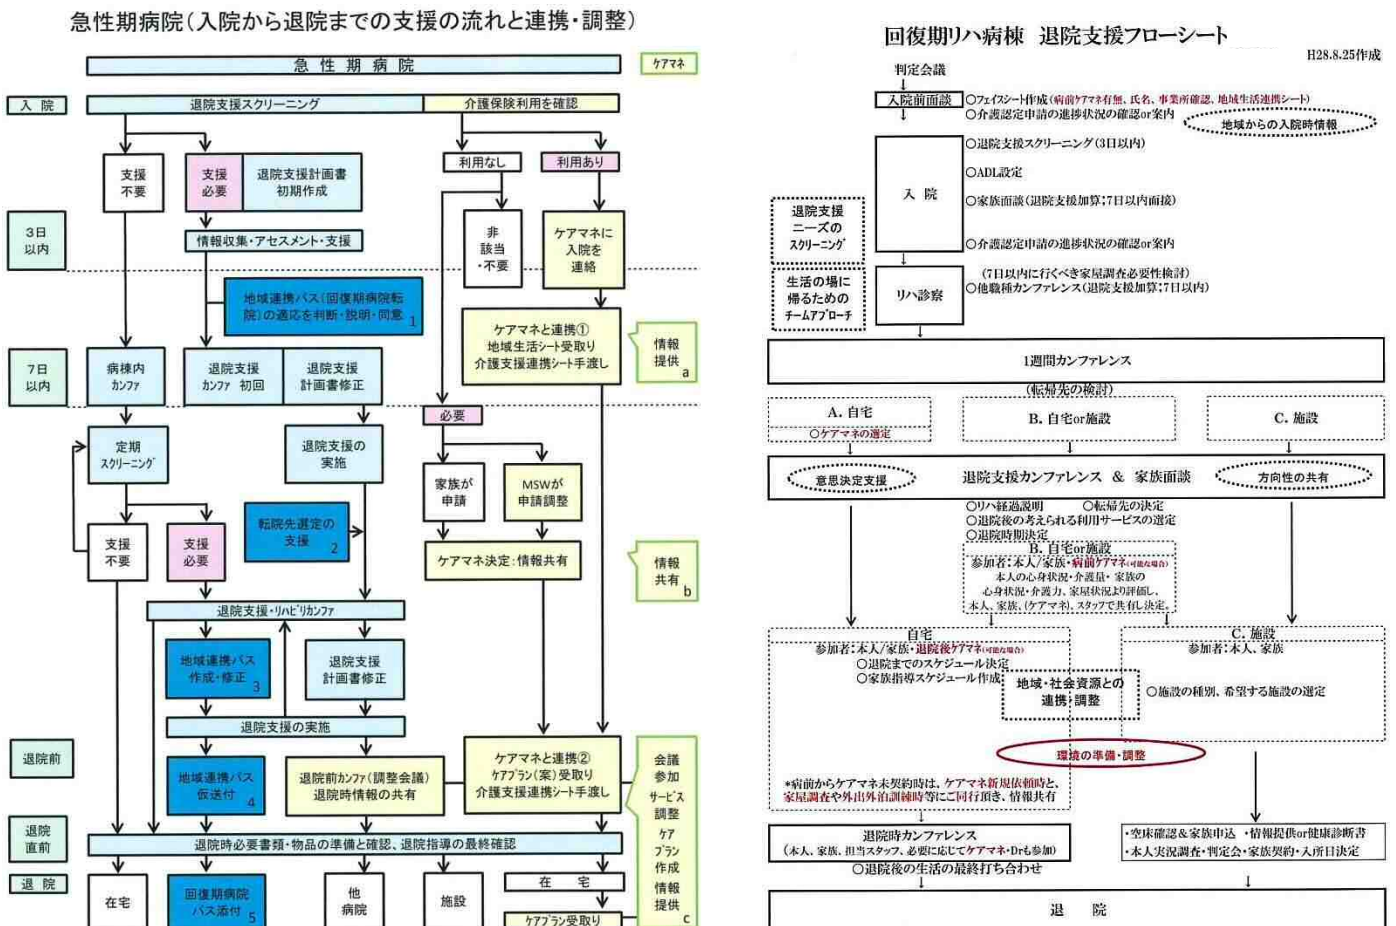 急性期病院(入院から退院までの支援の流れと連携・調整)
急性期病院
ケアマネ
入院
退院支援スクリーニング
介護保険利用を確認
支援
不要
支援
必要
退院支援計画書
初期作成
利用なし
利用あり
3日
以内
情報収集・アセスメント・支援
非
該当
・不要
ケアマネに
入院を
連絡
地域連携パス(回復期病院転
院)の適応を判断・説明・同意 1
ケアマネと連携①
地域生活シート受取り
介護支援連携シート手渡し
情報
提供
a
7日
以内
病棟内
カンファ
退院支援
カンファ 初回
退院支援
計画書修正
必要
定期
スクリーニング
退院支援の
実施
家族が
申請
MSWが
申請調整
転院先選定の
支援 2
支援
不要
支援
必要
ケアマネ決定:情報共有
情報
共有
b
退院支援・リハビリカンファ
地域連携パス
作成・修正 3
退院支援
計画書修正
退院支援の実施
退院前
地域連携パス
仮送付 4
退院前カンファ(調整会議)
退院時情報の共有
ケアマネと連携②
ケアプラン(案)受取り
介護支援連携シート手渡し
会議
参加
サービス
調整
ケア
プラン
作成
情報
提供
c
退院
直前
退院時必要書類・物品の準備と確認、退院指導の最終確認
退院
在宅
回復期病院
パス添付 5
他
病院
施設
在宅
ケアプラン受取り
回復期リハ病棟 退院支援フローシート
H28.8.25作成
判定会議
入院前面談
○フェイスシート作成(病前ケアマネ有無、氏名、事業所確認、地域生活連携シート)
○介護認定申請の進捗状況の確認or案内
地域からの入院時情報
入院
○退院支援スクリーニング(3日以内)
○ADL設定
○家族面談(退院支援加算;7日以内面接)
○介護認定申請の進捗状況の確認or案内
退院支援
ニーズの
スクリーニング
生活の場に
帰るための
チームアプローチ
リハ診察
(7日以内に行くべき家屋調査必要性検討)
○他職種カンファレンス(退院支援加算;7日以内)
1週間カンファレンス
(転帰先の検討)
A. 自宅
○ケアマネの選定
B. 自宅or施設
C. 施設
意思決定支援
退院支援カンファレンス & 家族面談
方向性の共有
○リハ経過説明 ○転帰先の決定
○退院後の考えられる利用サービスの選定
○退院時期決定
B. 自宅or施設
参加者:本人/家族・病前ケアマネ(可能な場合)
本人の心身状況・介護量・家族の
心身状況・介護力、家屋状況より評価し、
本人、家族、(ケアマネ)、スタッフで共有し決定。
自宅
参加者:本人/家族・退院後ケアマネ(可能な場合)
○退院までのスケジュール決定
○家族指導スケジュール作成
C. 施設
参加者:本人、家族
○施設の種別、希望する施設の選定
地域・社会資源との
連携・調整
環境の準備・調整
*病前からケアマネ未契約時は、ケアマネ新規依頼時と、
家屋調査や外出外泊訓練時等にご同行頂き、情報共有
退院時カンファレンス
(本人、家族、担当スタッフ、必要に応じてケアマネ・Drも参加)
○退院後の生活の最終打ち合わせ
・空床確認&家族申込 ・情報提供or健康診断書
・本人実況調査・判定会・家族契約・入所日決定
退院